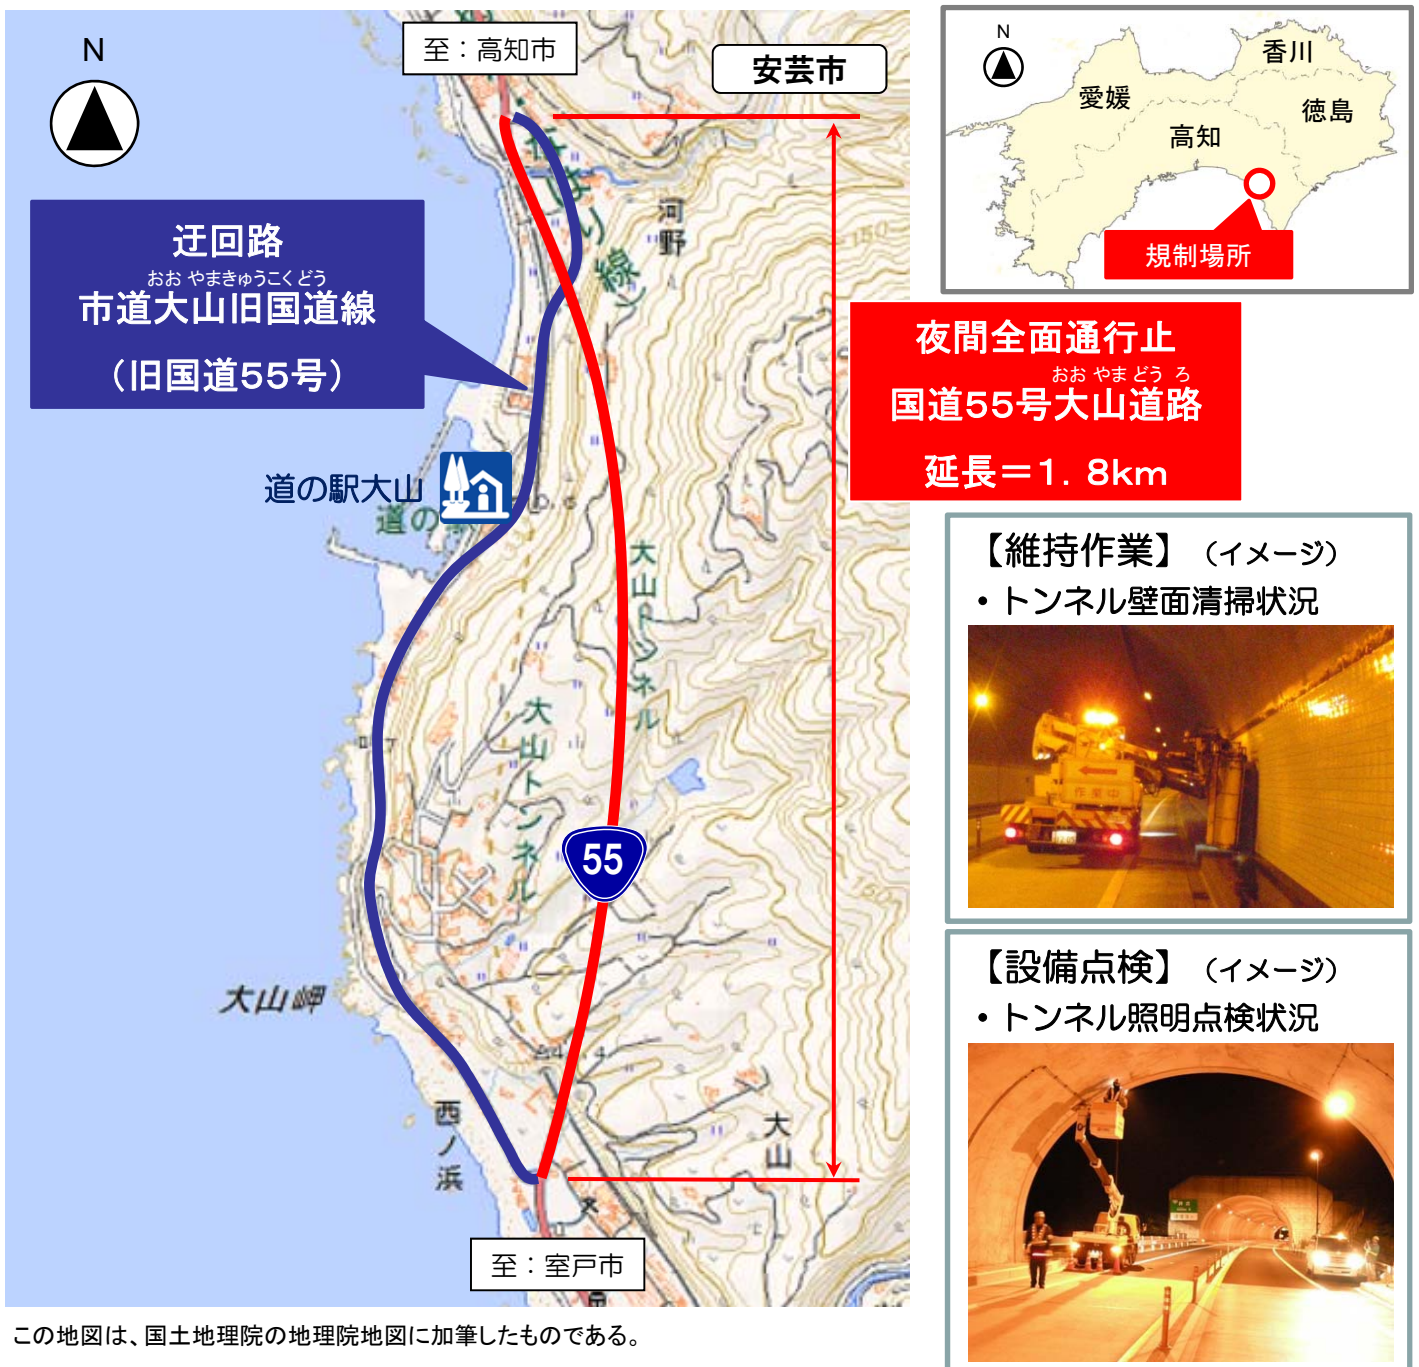 N
至：高知市
安芸市
迂回路
おおやまきゅうこくどう
市道大山旧国道線
（旧国道55号）
河野
線
道の駅大山
道の
大山トンネル
大山トンネル
55
大山岬
西ノ浜
大山
至：室戸市
この地図は、国土地理院の地理院地図に加筆したものである。
N
香川
愛媛
徳島
高知
規制場所
夜間全面通行止
おおやまどうろ
国道55号大山道路
延長＝1．8km
【維持作業】（イメージ）
・トンネル壁面清掃状況
作業中
【設備点検】（イメージ）
・トンネル照明点検状況